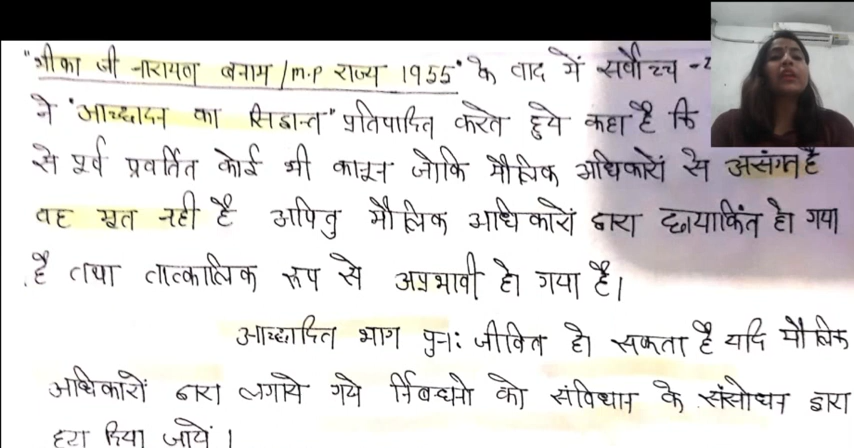 "भीका जी नारायण बनाम / m.p राज्य 1955" के वाद में सर्वोच्च
ने "आच्छादन का सिद्धान्त" प्रतिपादित करते हुये कहा है कि
से पूर्व प्रवर्तित कोई भी कानून जोकि मौलिक अधिकारों से असंगत है
वह मृत नही है अपितु मौलिक अधिकारों द्वारा छायाकिंत हो गया
है तथा तात्कालिक रूप से अप्रभावी हो गया है।
आच्छादित भाग पुन: जीवित हो सकता है यदि मौलिक
अधिकारों द्वारा लगाये गये र्निबन्धनो को संविधान के संसोधन द्वारा
हटा दिया जाये।